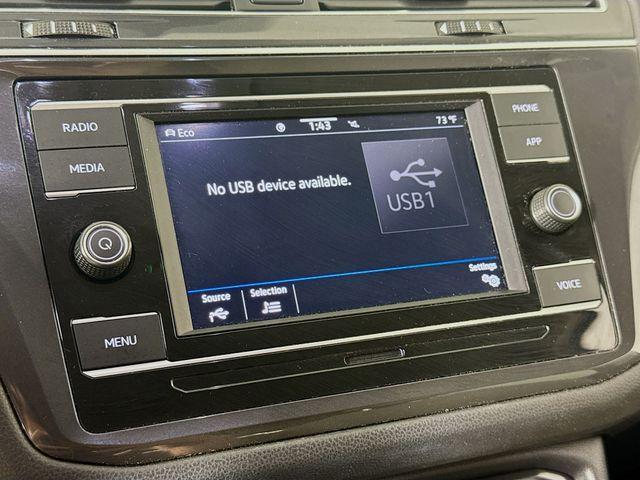 RADIO
MEDIA
MENU
Eco
1:43
73°F
No USB device available.
USB1
Source
Selection
Settings
PHONE
APP
VOICE